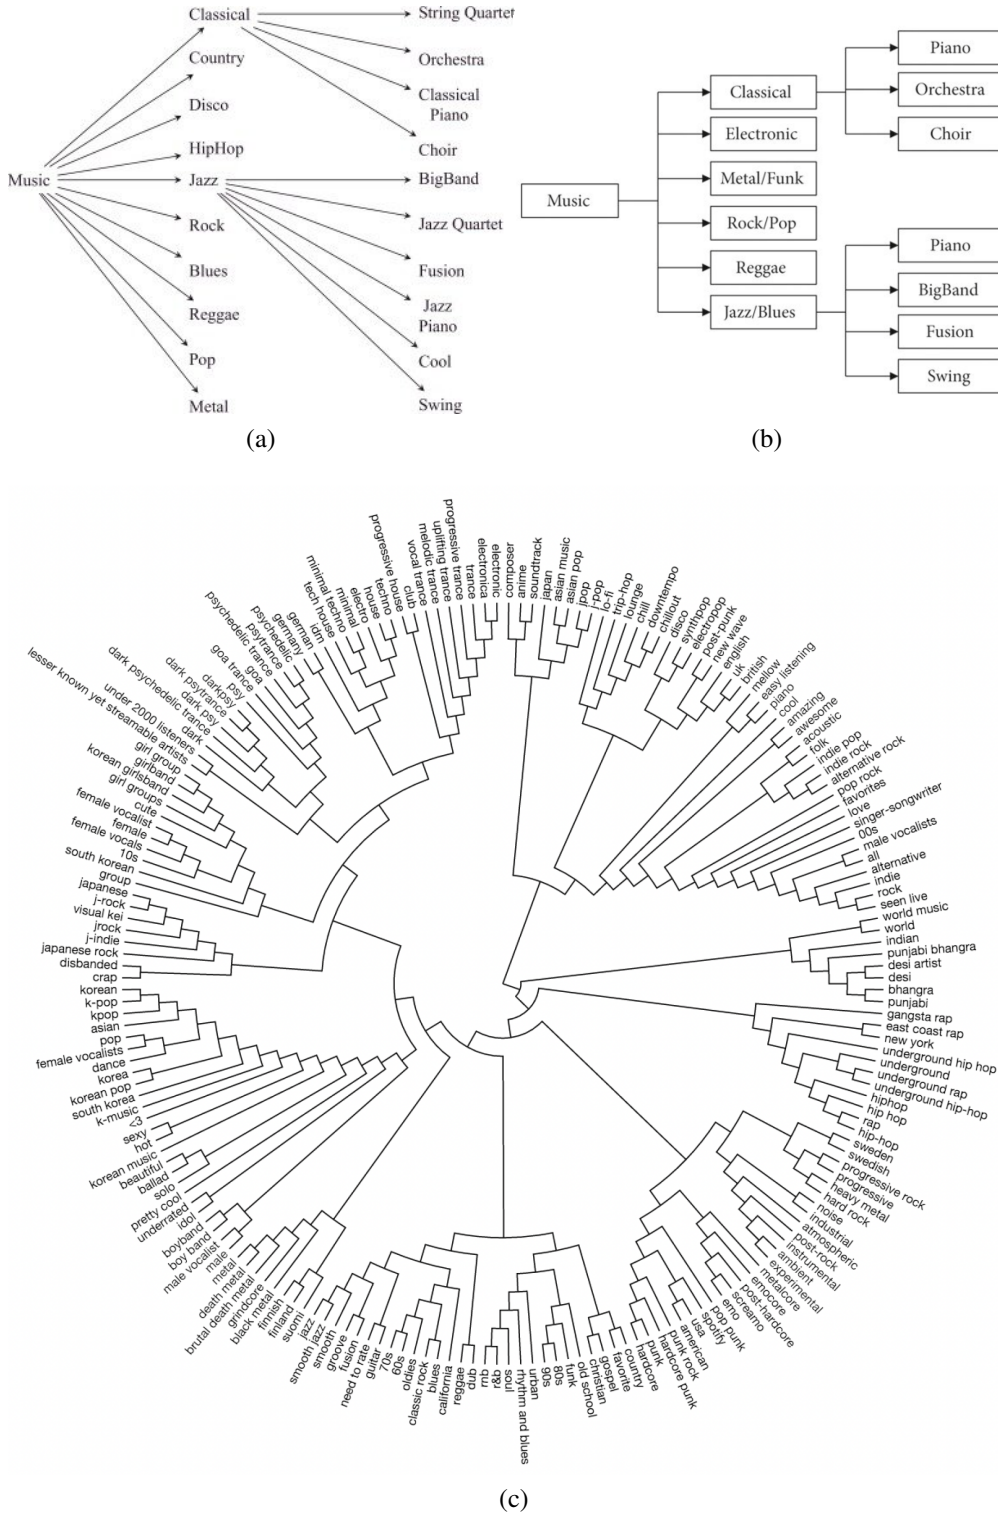 Music
Classical
Country
Disco
HipHop
Jazz
Rock
Blues
Reggae
Pop
Metal
String Quartet
Orchestra
Classical
Piano
Choir
BigBand
Jazz Quartet
Fusion
Jazz
Piano
Cool
Swing
(a)
Music
Classical
Electronic
Metal/Funk
Rock/Pop
Reggae
Jazz/Blues
Piano
Orchestra
Choir
Piano
BigBand
Fusion
Swing
(b)
composer
anime
soundtrack
japan
asian music
asian pop
jpop
j-pop
lo-fi
trip-hop
lounge
chill
downtempo
chillout
disco
synthpop
electropop
post-punk
new wave
english
uk
british
mellow
easy listening
piano
cool
amazing
awesome
acoustic
folk
indie pop
indie rock
alternative rock
pop rock
favorites
love
singer-songwriter
00s
male vocalists
all
alternative
indie
rock
seen live
world music
world
indian
punjabi bhangra
desi artist
desi
bhangra
punjabi
gangsta rap
east coast rap
new york
underground hip hop
underground
underground rap
underground hip-hop
hiphop
hip hop
rap
hip-hop
sweden
swedish
progressive rock
progressive
heavy metal
hard rock
noise
industrial
atmospheric
post-rock
instrumental
ambient
experimental
metalcore
post-hardcore
emocore
screamo
emo
pop punk
spotify
usa
american
punk rock
hardcore punk
punk
hardcore
country
favorite
gospel
christian
old school
funk
80s
90s
urban
rhythm and blues
soul
r&b
rnb
dub
reggae
california
blues
classic rock
oldies
60s
70s
guitar
need to rate
fusion
groove
smooth
smooth jazz
jazz
suomi
finland
finnish
black metal
grindcore
brutal death metal
death metal
metal
male
male vocalist
boy band
boyband
idol
underrated
pretty cool
solo
ballad
beautiful
korean music
hot
sexy
<3
k-music
south korea
korean pop
korea
dance
female vocalists
pop
asian
kpop
k-pop
korean
crap
disbanded
japanese rock
j-indie
jrock
visual kei
j-rock
japanese
group
south korean
10s
female vocals
female
female vocalist
cute
girl groups
korean girlsband
girlband
girl group
lesser known yet streamable artists
under 2000 listeners
dark
dark psychedelic trance
dark psy
dark psytrance
darkpsy
psy
goa trance
goa
psychedelic trance
psytrance
psychedelic
germany
german
idm
tech house
minimal techno
minimal
electro
house
techno
progressive house
club
vocal trance
melodic trance
uplifting trance
progressive trance
trance
electronica
electronic
(c)